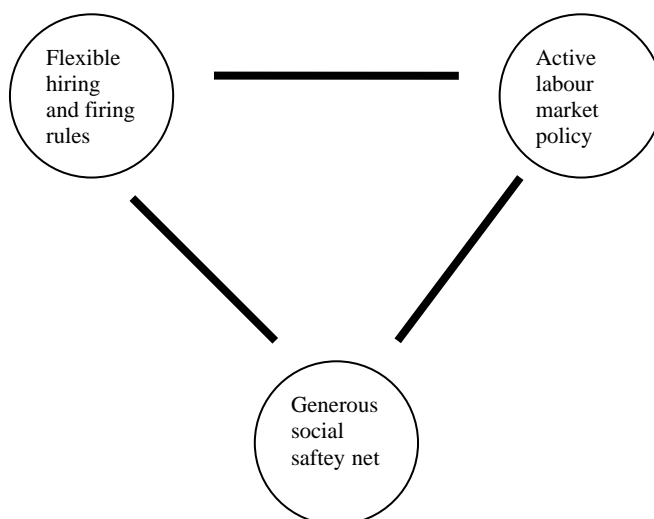 Flexible
hiring
and firing
rules
Active
labour
market
policy
Generous
social
saftey net